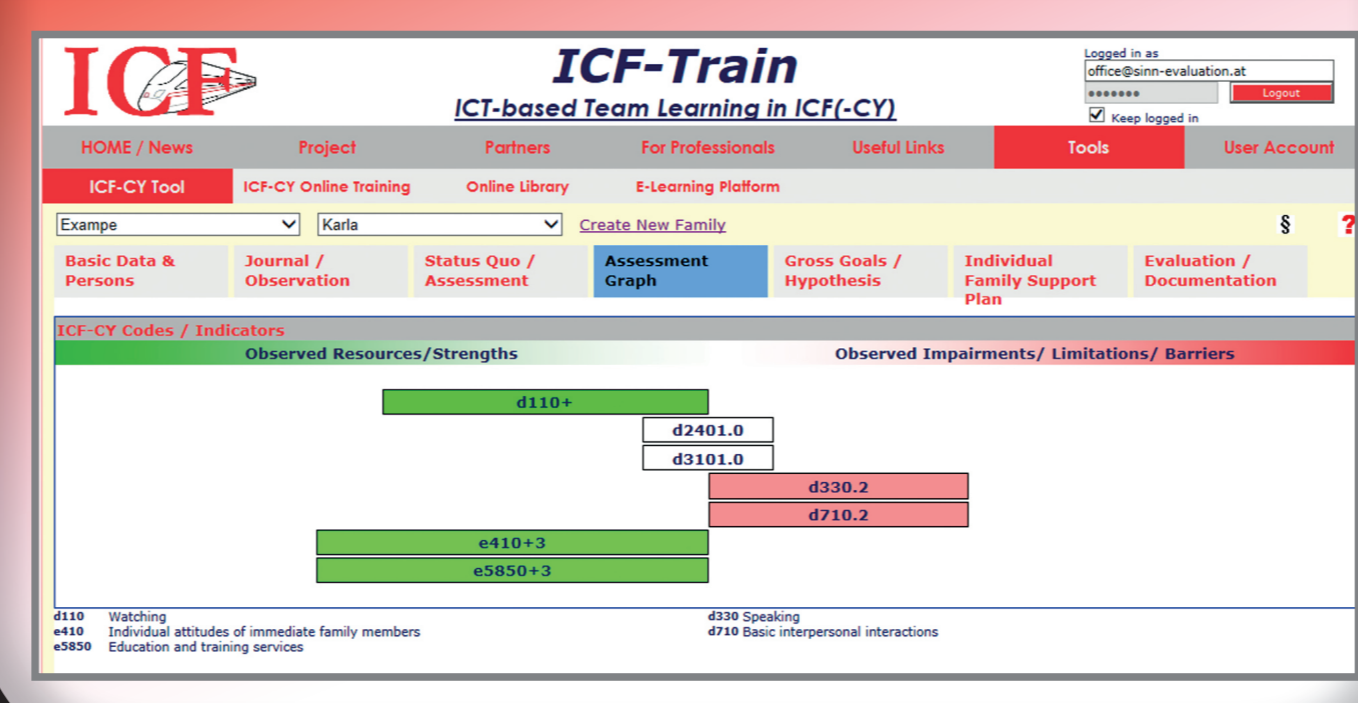 ICF
ICF-Train
ICT-based Team Learning in ICF(-CY)
Logged in as
office@sinn-evaluation.at
●●●●●●● Logout
Keep logged in
HOME / News Project Partners For Professionals Useful Links Tools User Account
ICF-CY Tool ICF-CY Online Training Online Library E-Learning Platform
Exampe Karla Create New Family § ?
Basic Data & Journal / Status Quo / Assessment Gross Goals / Individual Evaluation /
Persons Observation Assessment Graph Hypothesis Family Support Documentation
Plan
ICF-CY Codes / Indicators
Observed Resources/Strengths Observed Impairments/ Limitations/ Barriers
d110+
d2401.0
d3101.0
d330.2
d710.2
e410+3
e5850+3
d110 Watching d330 Speaking
e410 Individual attitudes of immediate family members d710 Basic interpersonal interactions
e5850 Education and training services